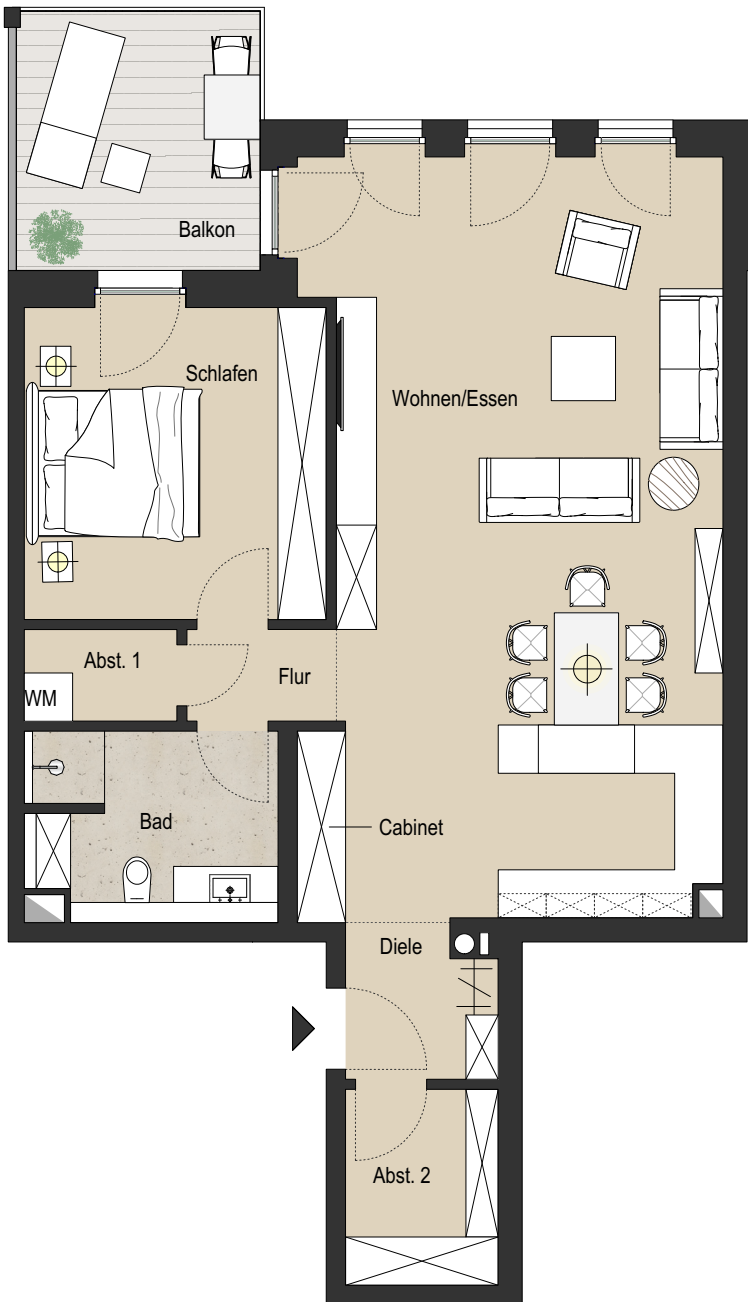 Balkon
Schlafen
Wohnen/Essen
Abst. 1
Flur
WM
Bad
Cabinet
Diele
Abst. 2